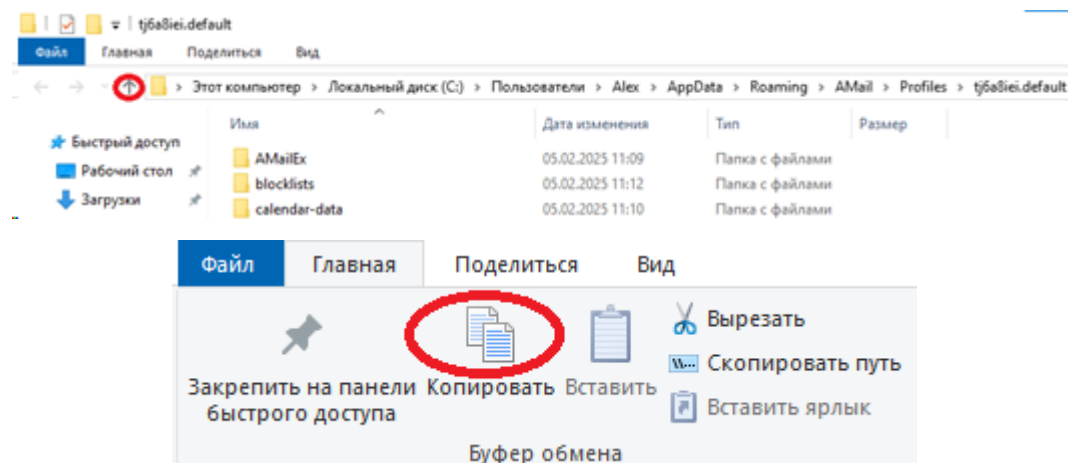 tj6a8iei.default
Файл Главная Поделиться Вид
Этот компьютер > Локальный диск (C:) > Пользователи > Alex > AppData > Roaming > AMail > Profiles > tj6a8iei.default
Имя Дата изменения Тип Размер
Быстрый доступ
Рабочий стол
Загрузки
AMailEx 05.02.2025 11:09 Папка с файлами
blocklists 05.02.2025 11:12 Папка с файлами
calendar-data 05.02.2025 11:10 Папка с файлами
Файл Главная Поделиться Вид
Закрепить на панели быстрого доступа
Копировать
Вставить
Вырезать
Скопировать путь
Вставить ярлык
Буфер обмена